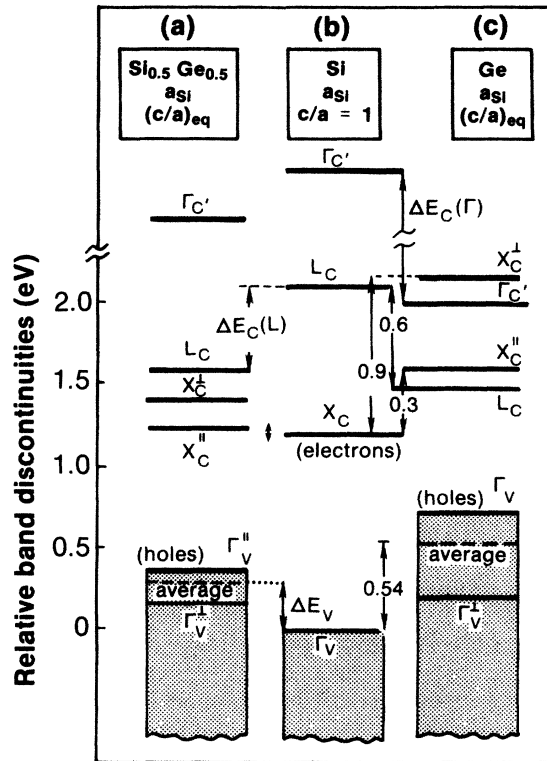 (a) (b) (c)
Si0.5 Ge0.5
aSi
(c/a)eq
Si
aSi
c/a = 1
Ge
aSi
(c/a)eq
Relative band discontinuities (eV)
2.0
1.5
1.0
0.5
0
ΓC'
LC
XC⊥
XC||
(holes) ΓV||
average
ΓV⊥
ΔEC(L)
ΓC'
LC
XC
(electrons)
ΔEV
ΓV
ΔEC(Γ)
0.6
0.9
0.3
0.54
XC⊥
ΓC'
XC||
LC
(holes) ΓV
average
ΓV⊥